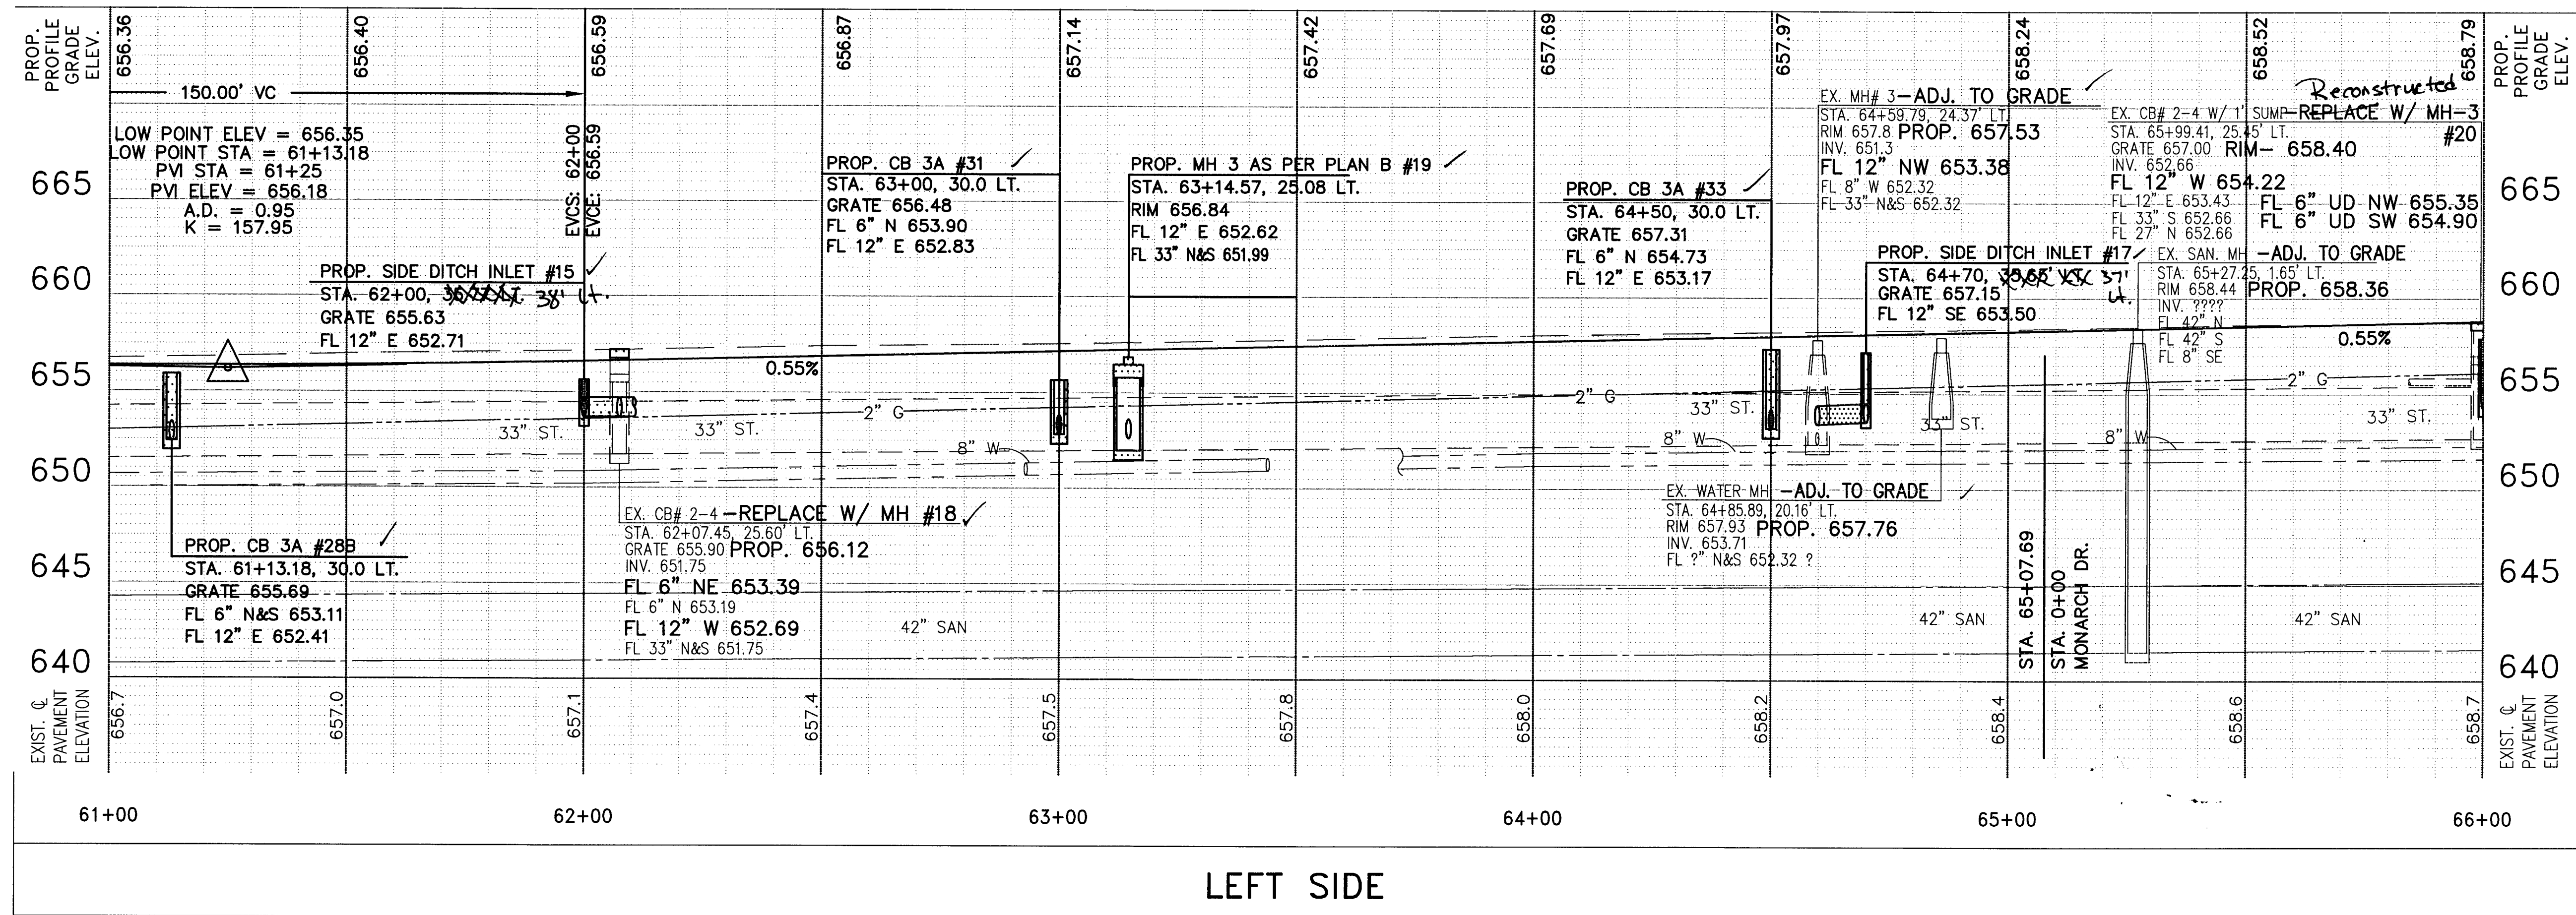 PROP.
PROFILE
GRADE
ELEV.
656.36
656.40
656.59
656.87
657.14
657.42
657.69
657.97
658.24
658.52
658.79
PROP.
PROFILE
GRADE
ELEV.
150.00' VC
LOW POINT ELEV = 656.35
LOW POINT STA = 61+13.18
PVI STA = 61+25
PVI ELEV = 656.18
A.D. = 0.95
K = 157.95
EVCS: 62+00
EVCE: 656.59
PROP. SIDE DITCH INLET #15
STA. 62+00, 38' Lt.
GRATE 655.63
FL 12" E 652.71
PROP. CB 3A #31
STA. 63+00, 30.0 LT.
GRATE 656.48
FL 6" N 653.90
FL 12" E 652.83
PROP. MH 3 AS PER PLAN B #19
STA. 63+14.57, 25.08 LT.
RIM 656.84
FL 12" E 652.62
FL 33" N&S 651.99
PROP. CB 3A #33
STA. 64+50, 30.0 LT.
GRATE 657.31
FL 6" N 654.73
FL 12" E 653.17
EX. MH# 3-ADJ. TO GRADE
STA. 64+59.79, 24.37' LT.
RIM 657.8 PROP. 657.53
INV. 651.3
FL 12" NW 653.38
FL 8" W 652.32
FL 33" N&S 652.32
Reconstructed
EX. CB# 2-4 W/ 1' SUMP-REPLACE W/ MH-3
#20
STA. 65+99.41, 25.45' LT.
GRATE 657.00 RIM- 658.40
INV. 652.66
FL 12" W 654.22
FL 12" E 653.43 FL 6" UD NW 655.35
FL 33" S 652.66 FL 6" UD SW 654.90
FL 27" N 652.66
PROP. SIDE DITCH INLET #17
STA. 64+70, 37' Lt.
GRATE 657.15
FL 12" SE 653.50
EX. SAN. MH -ADJ. TO GRADE
STA. 65+27.25, 1.65' LT.
RIM 658.44 PROP. 658.36
INV. ????
FL 42" N
FL 42" S
FL 8" SE
665
660
655
650
645
640
665
660
655
650
645
640
0.55%
0.55%
2" G
2" G
2" G
33" ST.
33" ST.
33" ST.
33" ST.
33" ST.
8" W
8" W
8" W
PROP. CB 3A #28B
STA. 61+13.18, 30.0 LT.
GRATE 655.69
FL 6" N&S 653.11
FL 12" E 652.41
EX. CB# 2-4 -REPLACE W/ MH #18
STA. 62+07.45, 25.60' LT.
GRATE 655.90 PROP. 656.12
INV. 651.75
FL 6" NE 653.39
FL 6" N 653.19
FL 12" W 652.69
FL 33" N&S 651.75
EX. WATER MH -ADJ. TO GRADE
STA. 64+85.89, 20.16' LT.
RIM 657.93 PROP. 657.76
INV. 653.71
FL ?" N&S 652.32 ?
42" SAN
42" SAN
42" SAN
STA. 65+07.69
STA. 0+00
MONARCH DR.
EXIST. ℄
PAVEMENT
ELEVATION
656.7
657.0
657.1
657.4
657.5
657.8
658.0
658.2
658.4
658.6
658.7
EXIST. ℄
PAVEMENT
ELEVATION
61+00
62+00
63+00
64+00
65+00
66+00
LEFT SIDE